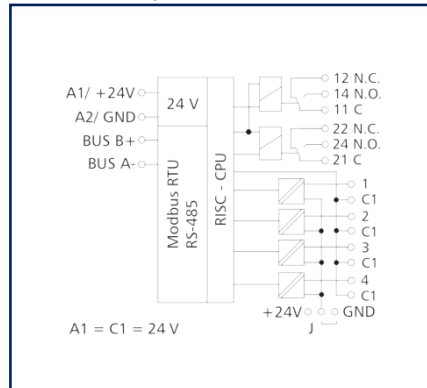 A1/ +24V
A2/ GND
BUS B+
BUS A-
24 V
Modbus RTU
RS-485
RISC - CPU
12 N.C.
14 N.O.
11 C
22 N.C.
24 N.O.
21 C
1
C1
2
C1
3
C1
4
C1
+24V
GND
J
A1 = C1 = 24 V